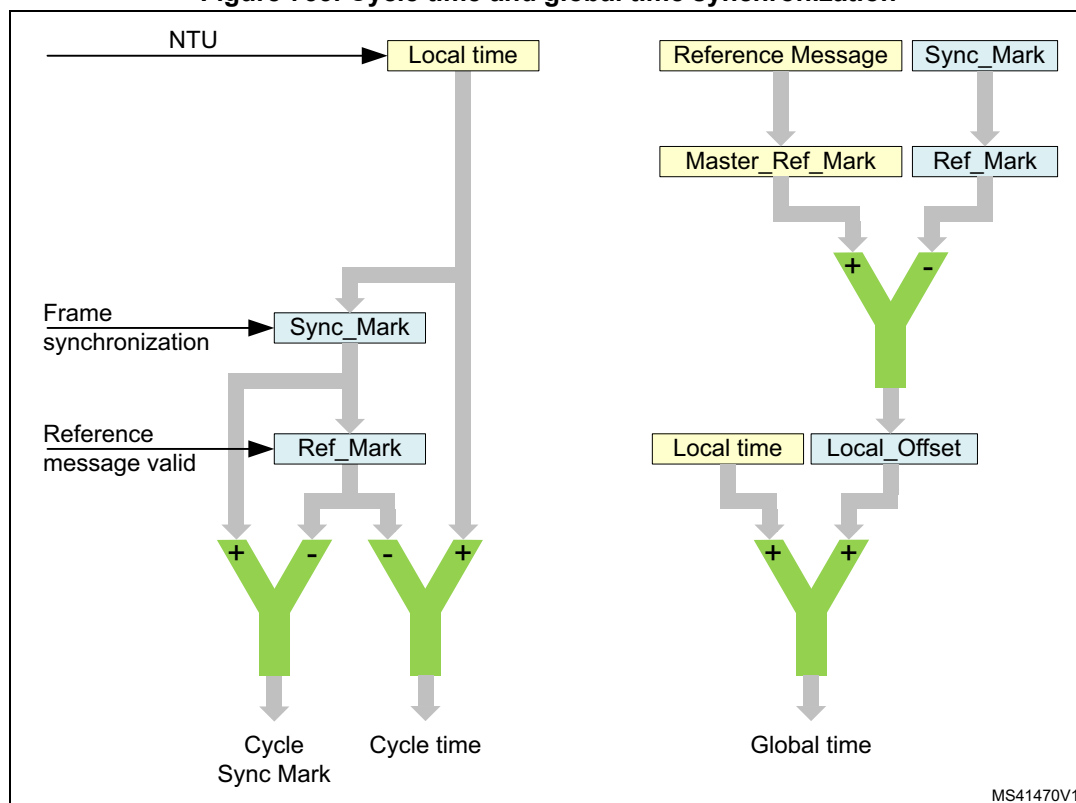 NTU
Local time
Reference Message
Sync_Mark
Master_Ref_Mark
Ref_Mark
+
-
Frame
synchronization
Sync_Mark
Reference
message valid
Ref_Mark
Local time
Local_Offset
+
-
-
+
+
+
Cycle
Sync Mark
Cycle time
Global time
MS41470V1